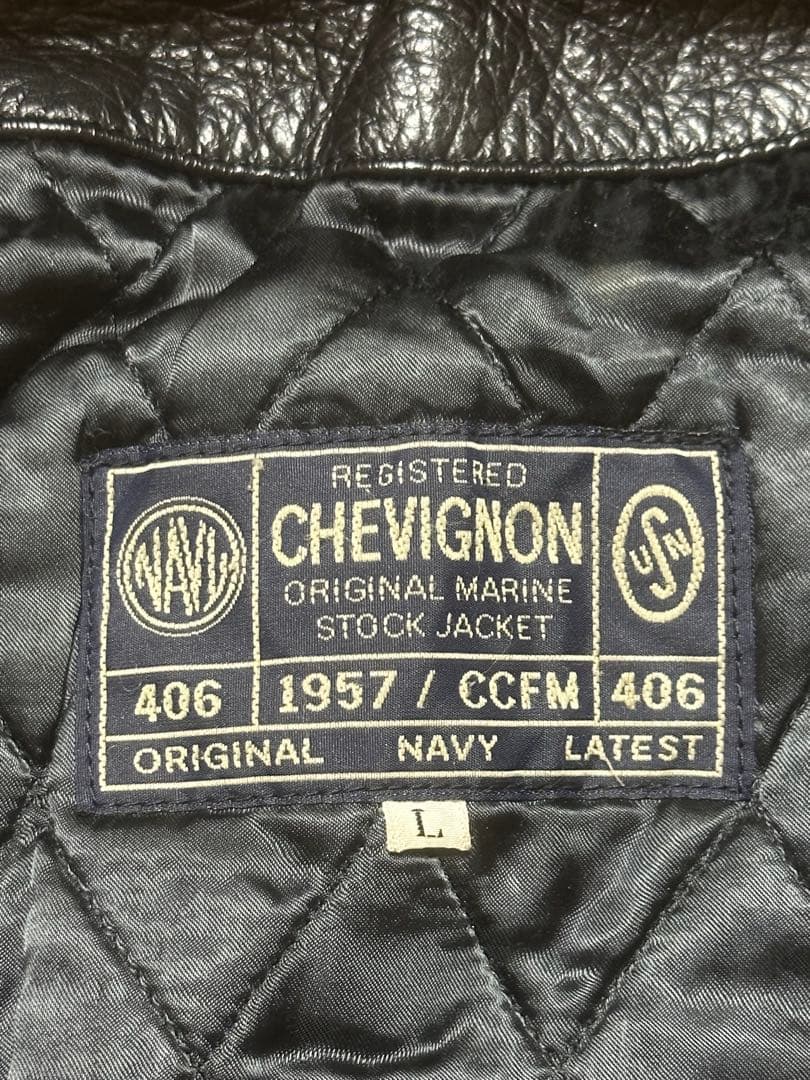 REGISTERED
CHEVIGNON
ORIGINAL MARINE
STOCK JACKET
NAVY
USN
406
1957 / CCFM
406
ORIGINAL NAVY LATEST
L